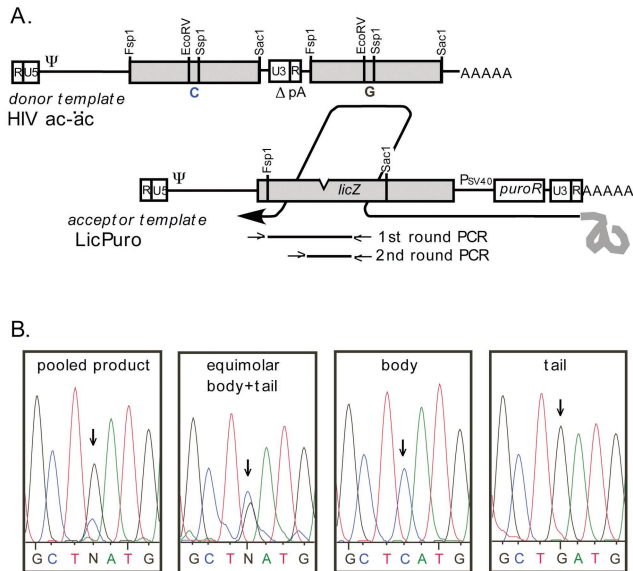 A.
Fsp1 EcoRV Ssp1 Sac1 Fsp1 EcoRV Ssp1 Sac1
R U5 Ψ U3 R AAAAA
donor template C Δ pA G
HIV ac-äc
Fsp1 Sac1
R U5 Ψ licZ PSV40 puroR U3 R AAAAA
acceptor template
LicPuro
1st round PCR
2nd round PCR
B.
pooled product
equimolar
body+tail
body
tail
G C T N A T G
G C T N A T G
G C T C A T G
G C T G A T G